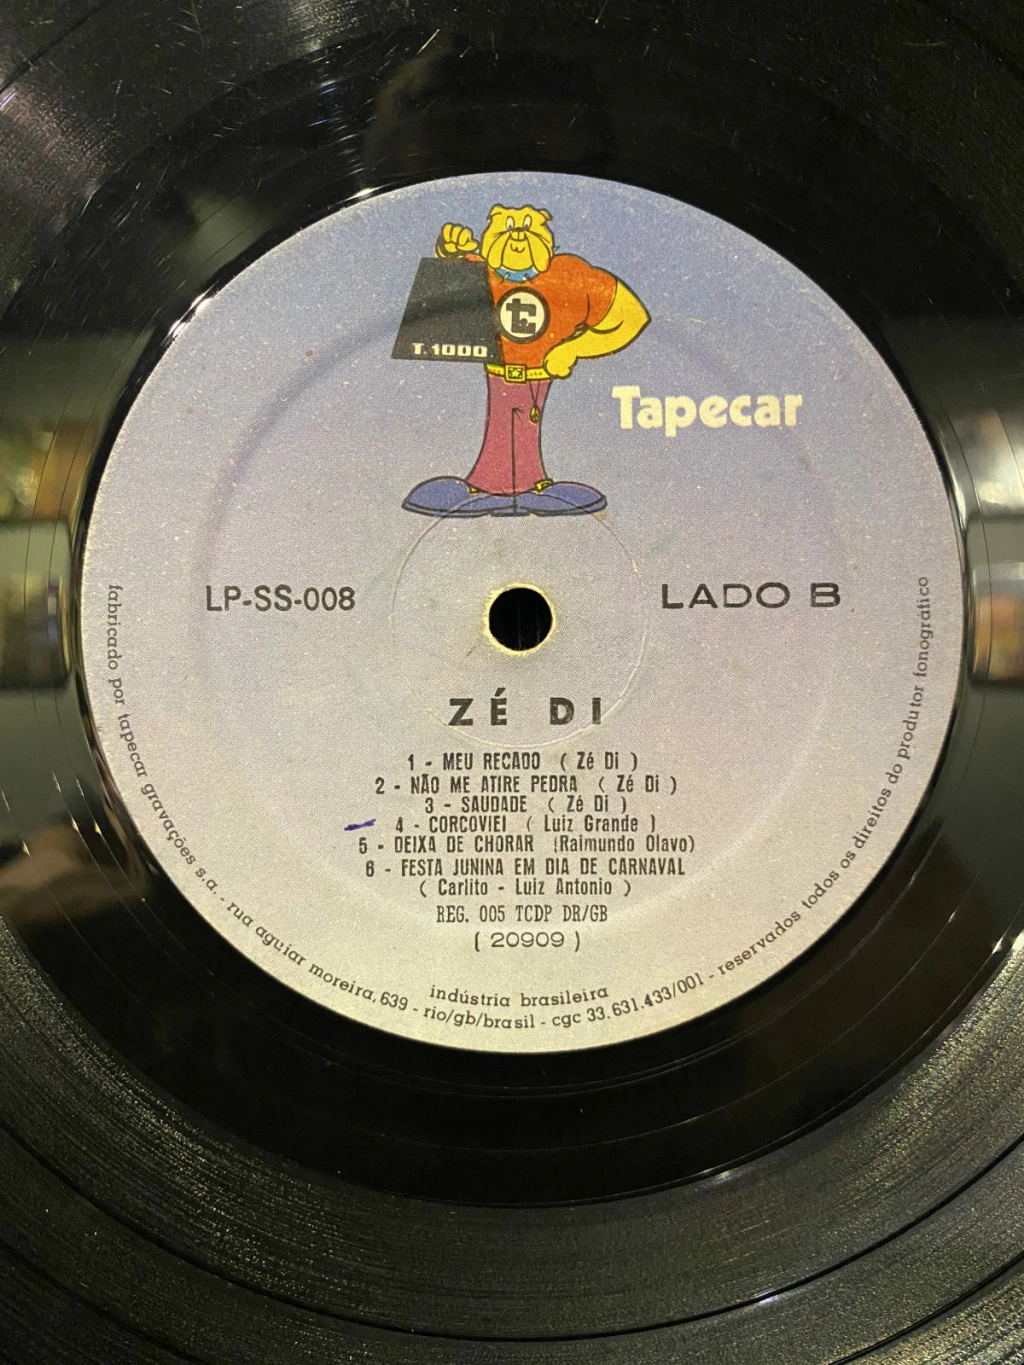 T.1000
Tapecar
LP-SS-008
LADO B
ZÉ DI
1 - MEU RECADO ( Zé Di )
2 - NÃO ME ATIRE PEDRA ( Zé Di )
3 - SAUDADE ( Zé Di )
4 - CORCOVIEI ( Luiz Grande )
5 - DEIXA DE CHORAR (Raimundo Olavo)
6 - FESTA JUNINA EM DIA DE CARNAVAL
( Carlito - Luiz Antonio )
REG. 005 TCDP DR/GB
( 20909 )
indústria brasileira
fabricado por tapecar gravações s.a. - rua aguiar moreira, 639 - rio/gb/brasil - cgc 33.631.433/001 - reservados todos os direitos do produtor fonográfico